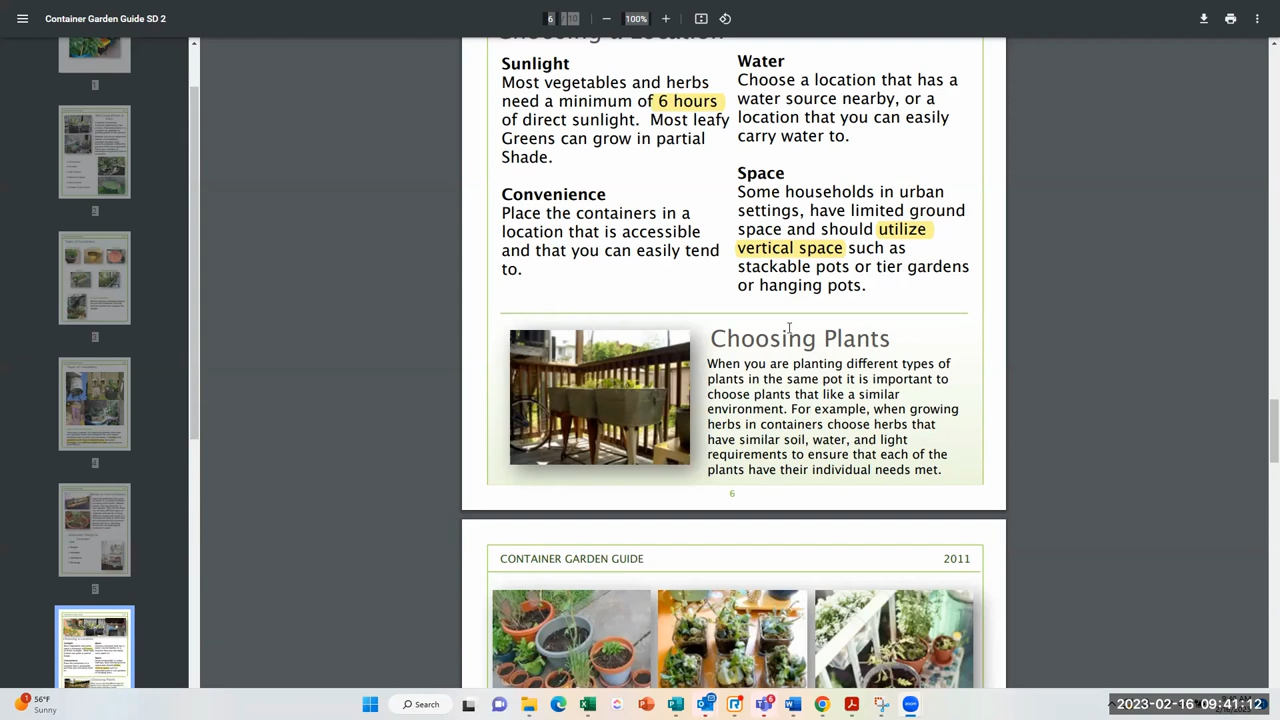 Container Garden Guide SD 2
6 / 10
100%
1
2
3
4
5
Choosing a Location
Sunlight
Most vegetables and herbs
need a minimum of 6 hours
of direct sunlight. Most leafy
Greens can grow in partial
Shade.
Convenience
Place the containers in a
location that is accessible
and that you can easily tend
to.
Water
Choose a location that has a
water source nearby, or a
location that you can easily
carry water to.
Space
Some households in urban
settings, have limited ground
space and should utilize
vertical space such as
stackable pots or tier gardens
or hanging pots.
Choosing Plants
When you are planting different types of
plants in the same pot it is important to
choose plants that like a similar
environment. For example, when growing
herbs in containers choose herbs that
have similar soil, water, and light
requirements to ensure that each of the
plants have their individual needs met.
6
CONTAINER GARDEN GUIDE 2011
56°F
Sunny
Search
2023-02-16 09:41:12